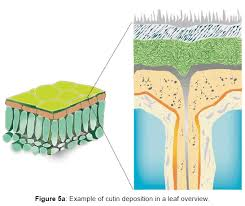 Figure 5a: Example of cutin deposition in a leaf overview.